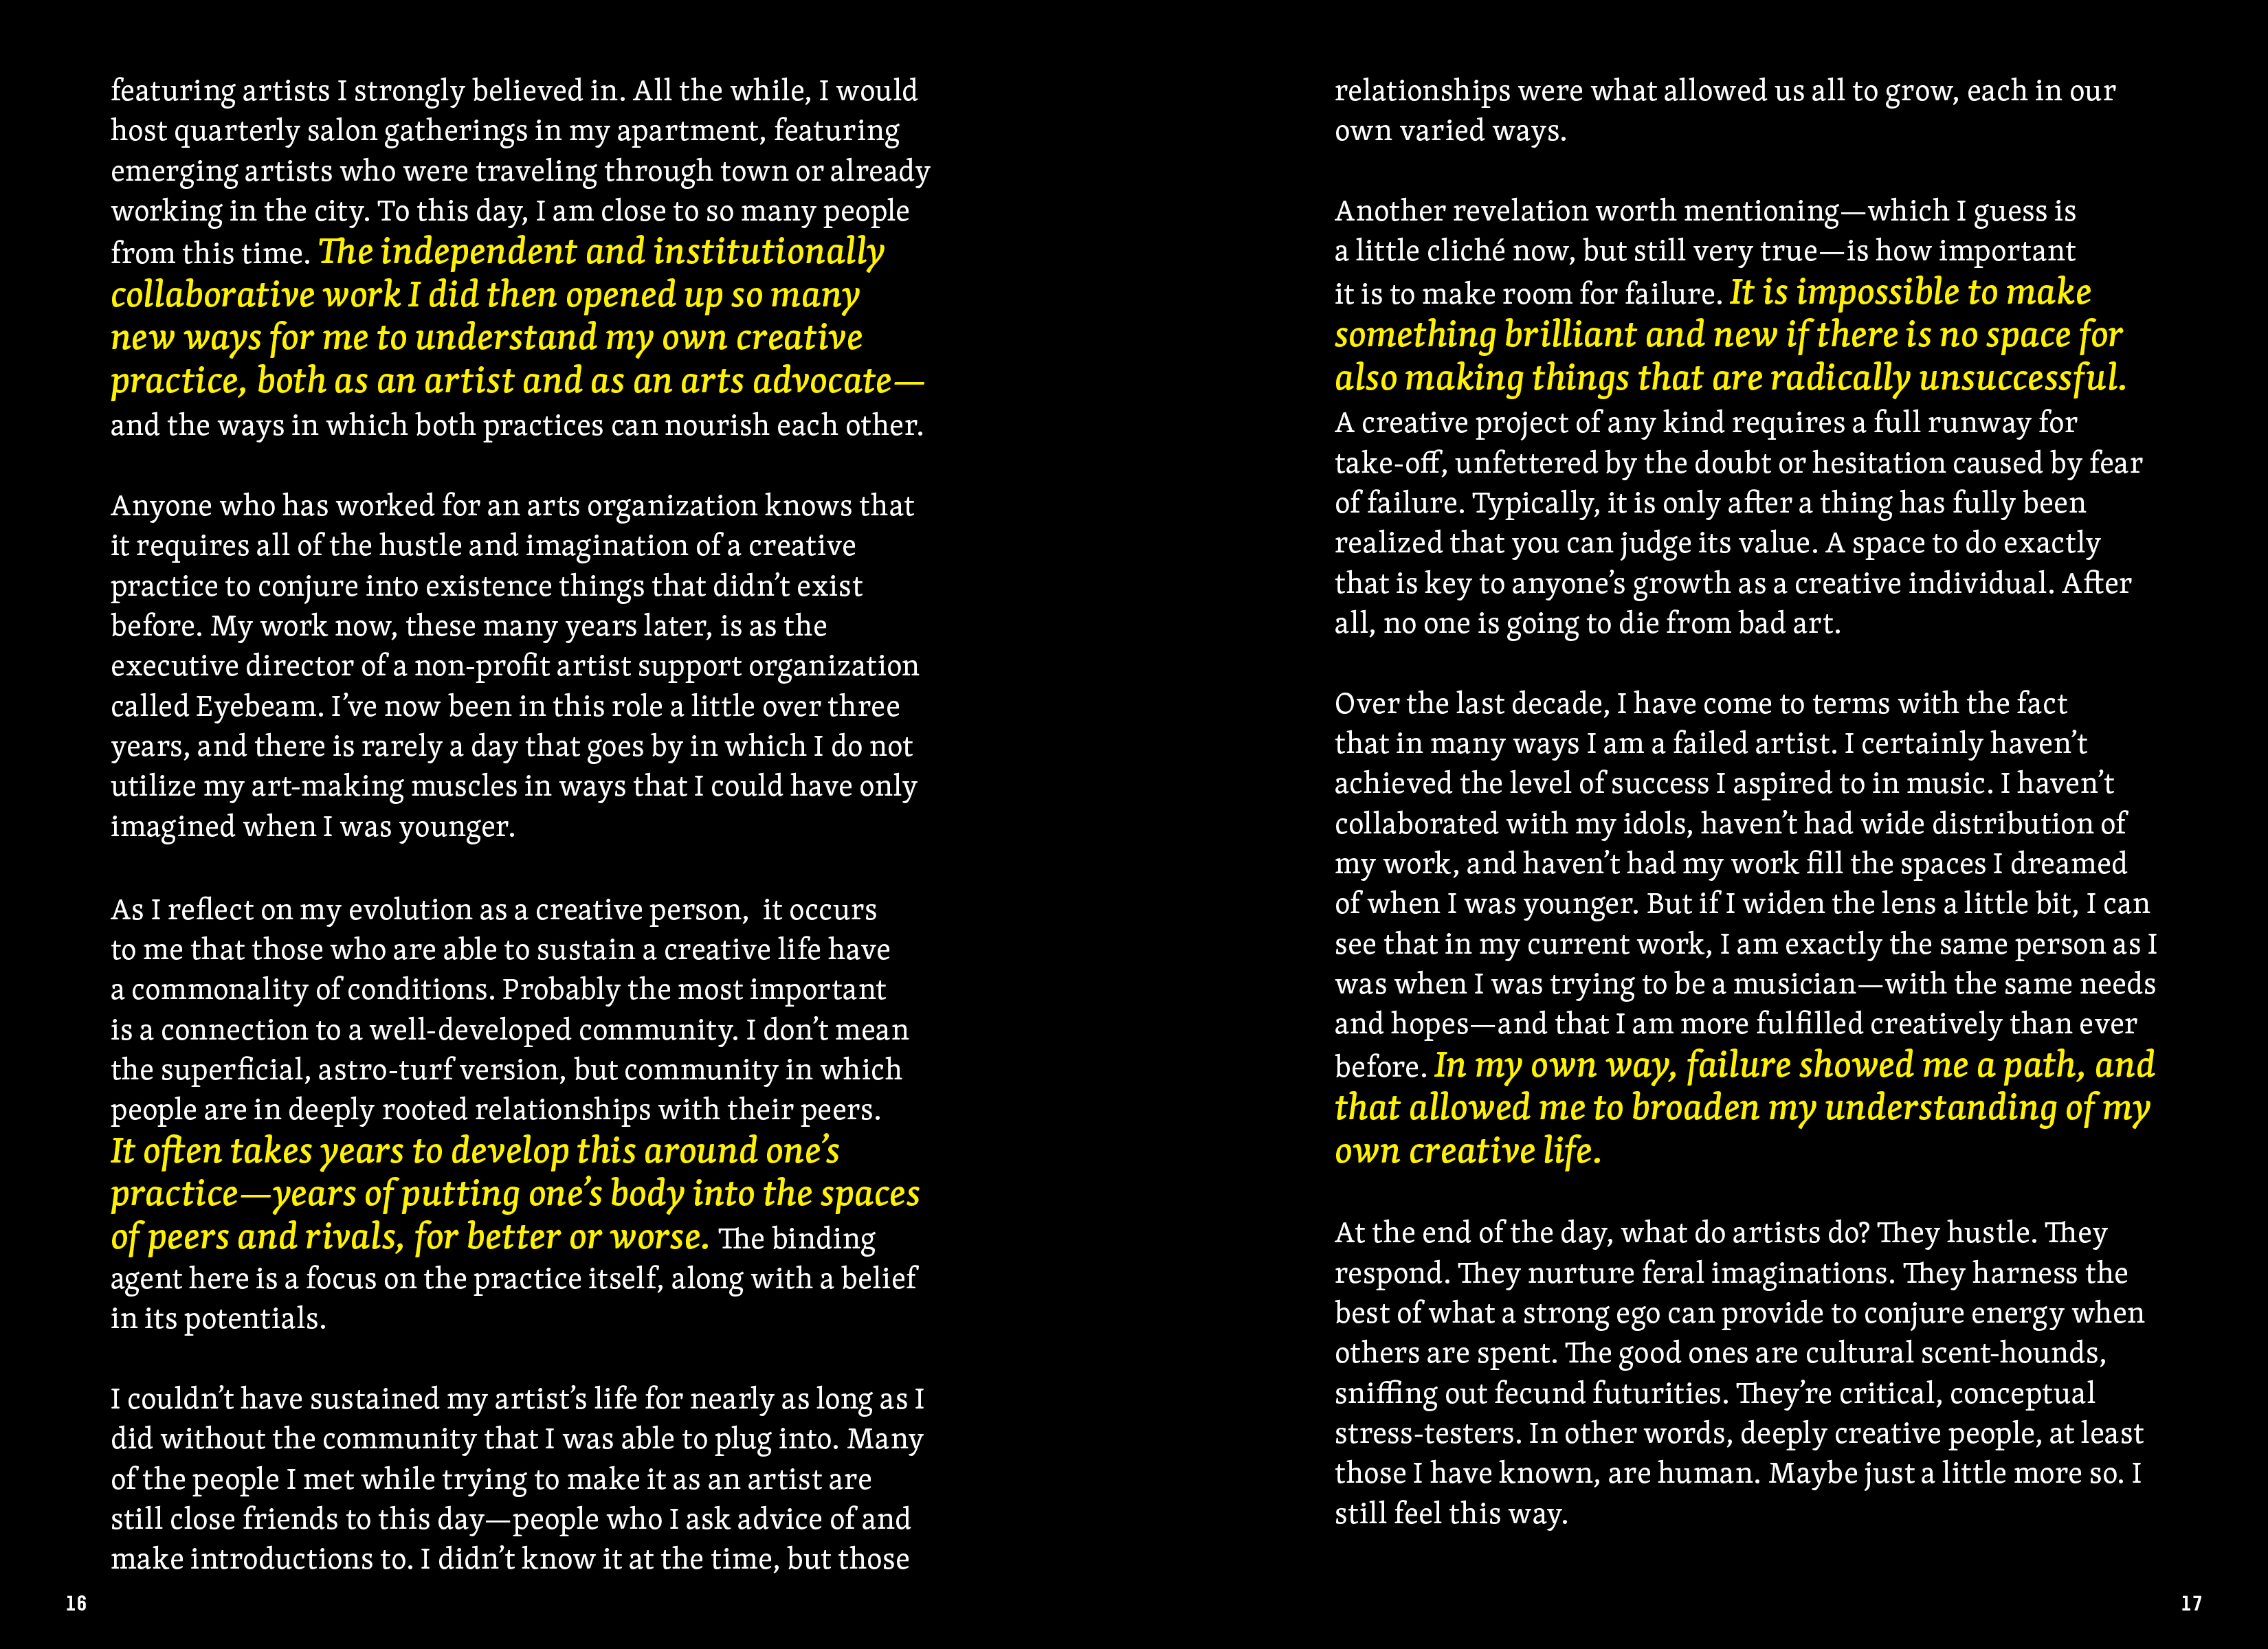 featuring artists I strongly believed in. All the while, I would
host quarterly salon gatherings in my apartment, featuring
emerging artists who were traveling through town or already
working in the city. To this day, I am close to so many people
from this time. The independent and institutionally
collaborative work I did then opened up so many
new ways for me to understand my own creative
practice, both as an artist and as an arts advocate—
and the ways in which both practices can nourish each other.

Anyone who has worked for an arts organization knows that
it requires all of the hustle and imagination of a creative
practice to conjure into existence things that didn’t exist
before. My work now, these many years later, is as the
executive director of a non-profit artist support organization
called Eyebeam. I’ve now been in this role a little over three
years, and there is rarely a day that goes by in which I do not
utilize my art-making muscles in ways that I could have only
imagined when I was younger.

As I reflect on my evolution as a creative person,  it occurs
to me that those who are able to sustain a creative life have
a commonality of conditions. Probably the most important
is a connection to a well-developed community. I don’t mean
the superficial, astro-turf version, but community in which
people are in deeply rooted relationships with their peers.
It often takes years to develop this around one’s
practice—years of putting one’s body into the spaces
of peers and rivals, for better or worse. The binding
agent here is a focus on the practice itself, along with a belief
in its potentials.

I couldn’t have sustained my artist’s life for nearly as long as I
did without the community that I was able to plug into. Many
of the people I met while trying to make it as an artist are
still close friends to this day—people who I ask advice of and
make introductions to. I didn’t know it at the time, but those
16

relationships were what allowed us all to grow, each in our
own varied ways.

Another revelation worth mentioning—which I guess is
a little cliché now, but still very true—is how important
it is to make room for failure. It is impossible to make
something brilliant and new if there is no space for
also making things that are radically unsuccessful.
A creative project of any kind requires a full runway for
take-off, unfettered by the doubt or hesitation caused by fear
of failure. Typically, it is only after a thing has fully been
realized that you can judge its value. A space to do exactly
that is key to anyone’s growth as a creative individual. After
all, no one is going to die from bad art.

Over the last decade, I have come to terms with the fact
that in many ways I am a failed artist. I certainly haven’t
achieved the level of success I aspired to in music. I haven’t
collaborated with my idols, haven’t had wide distribution of
my work, and haven’t had my work fill the spaces I dreamed
of when I was younger. But if I widen the lens a little bit, I can
see that in my current work, I am exactly the same person as I
was when I was trying to be a musician—with the same needs
and hopes—and that I am more fulfilled creatively than ever
before. In my own way, failure showed me a path, and
that allowed me to broaden my understanding of my
own creative life.

At the end of the day, what do artists do? They hustle. They
respond. They nurture feral imaginations. They harness the
best of what a strong ego can provide to conjure energy when
others are spent. The good ones are cultural scent-hounds,
sniffing out fecund futurities. They’re critical, conceptual
stress-testers. In other words, deeply creative people, at least
those I have known, are human. Maybe just a little more so. I
still feel this way.
17